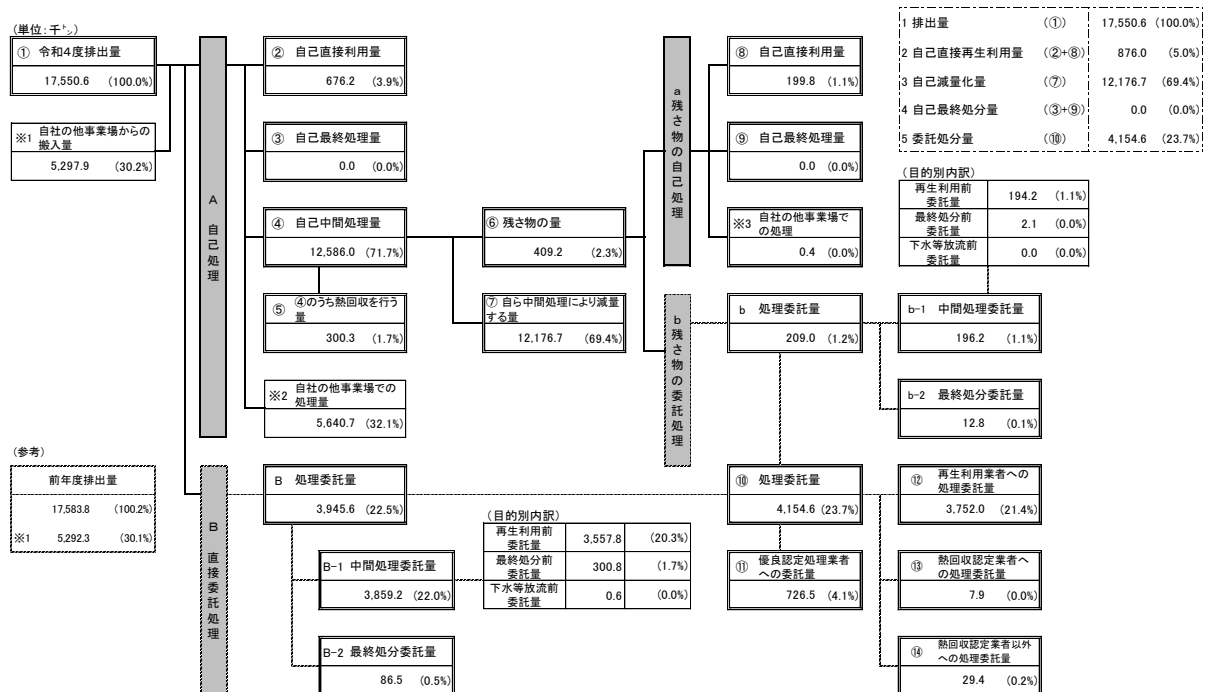 (単位:千㌧)
① 令和4度排出量
17,550.6 (100.0%)
※1 自社の他事業場からの
搬入量
5,297.9 (30.2%)
(参考)
前年度排出量
17,583.8 (100.2%)
※1 5,292.3 (30.1%)
A 自己処理
B 直接委託処理
② 自己直接利用量
676.2 (3.9%)
③ 自己最終処理量
0.0 (0.0%)
④ 自己中間処理量
12,586.0 (71.7%)
⑤ ④のうち熱回収を行う
量
300.3 (1.7%)
※2 自社の他事業場での
処理量
5,640.7 (32.1%)
B 処理委託量
3,945.6 (22.5%)
B-1 中間処理委託量
3,859.2 (22.0%)
B-2 最終処分委託量
86.5 (0.5%)
⑥ 残さ物の量
409.2 (2.3%)
⑦ 自ら中間処理により減量
する量
12,176.7 (69.4%)
(目的別内訳)
再生利用前
委託量 3,557.8 (20.3%)
最終処分前
委託量 300.8 (1.7%)
下水等放流前
委託量 0.6 (0.0%)
a 残さ物の自己処理
b 残さ物の委託処理
⑧ 自己直接利用量
199.8 (1.1%)
⑨ 自己最終処理量
0.0 (0.0%)
※3 自社の他事業場で
の処理
0.4 (0.0%)
b 処理委託量
209.0 (1.2%)
⑩ 処理委託量
4,154.6 (23.7%)
⑪ 優良認定処理業者
への委託量
726.5 (4.1%)
1 排出量 (①) 17,550.6 (100.0%)
2 自己直接再生利用量 (②+⑧) 876.0 (5.0%)
3 自己減量化量 (⑦) 12,176.7 (69.4%)
4 自己最終処分量 (③+⑨) 0.0 (0.0%)
5 委託処分量 (⑩) 4,154.6 (23.7%)
(目的別内訳)
再生利用前
委託量 194.2 (1.1%)
最終処分前
委託量 2.1 (0.0%)
下水等放流前
委託量 0.0 (0.0%)
b-1 中間処理委託量
196.2 (1.1%)
b-2 最終処分委託量
12.8 (0.1%)
⑫ 再生利用業者への
処理委託量
3,752.0 (21.4%)
⑬ 熱回収認定業者へ
の処理委託量
7.9 (0.0%)
⑭ 熱回収認定業者以外
への処理委託量
29.4 (0.2%)